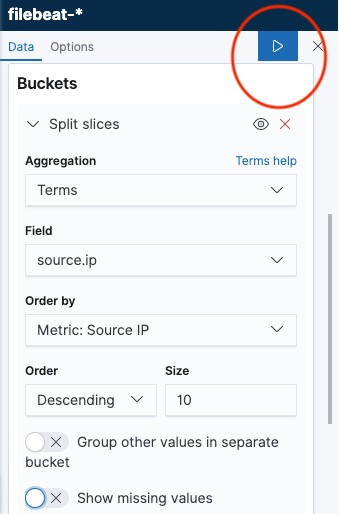 filebeat-*
Data Options
Buckets
Split slices
Aggregation Terms help
Terms
Field
source.ip
Order by
Metric: Source IP
Order Size
Descending 10
Group other values in separate
bucket
Show missing values